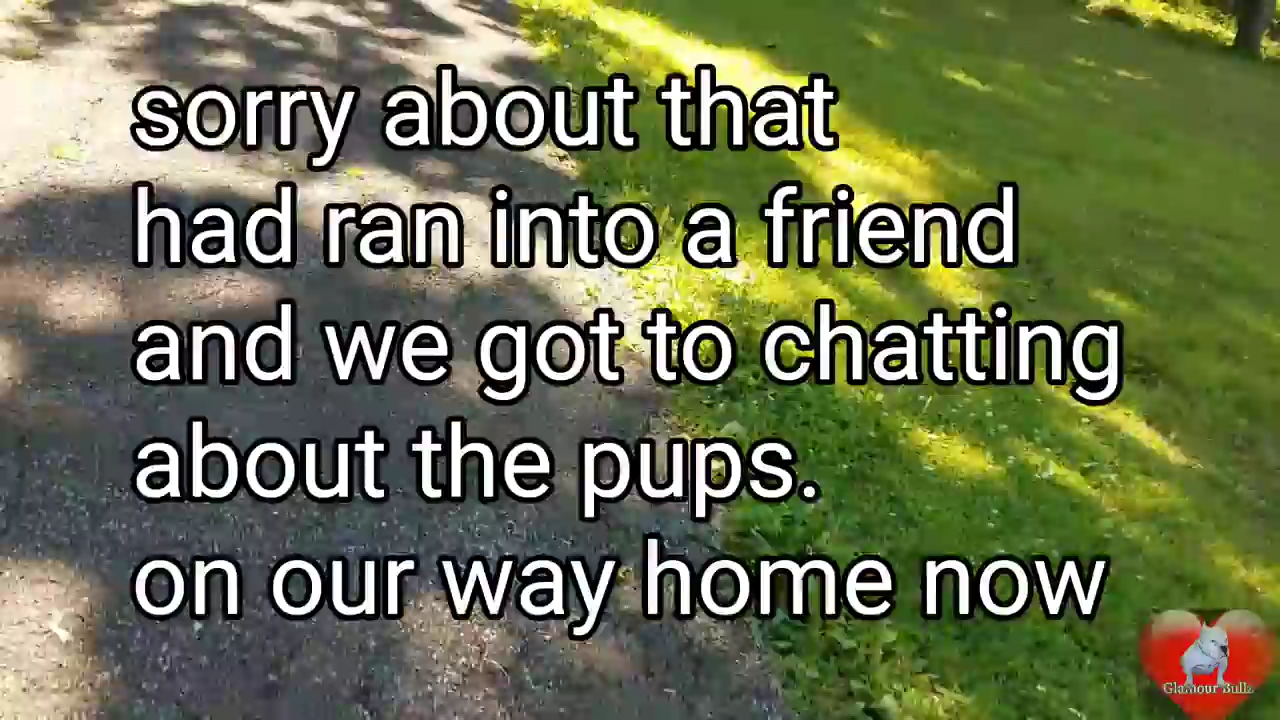 sorry about that
had ran into a friend
and we got to chatting
about the pups.
on our way home now
Glamour Bullz